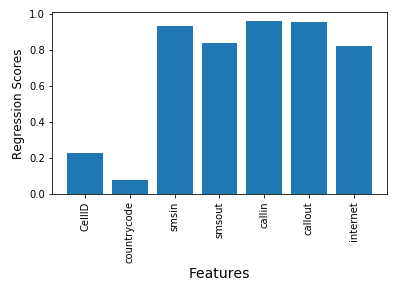 1.0
0.8
0.6
0.4
0.2
0.0
Regression Scores
CellID
countrycode
smsin
smsout
callin
callout
internet
Features